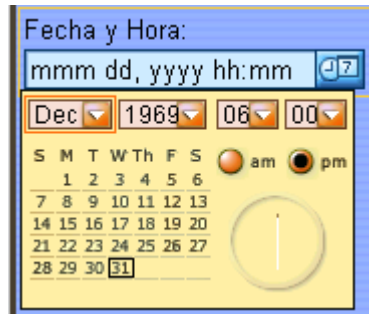 Fecha y Hora:
mmm dd, yyyy hh:mm 7
Dec 1969 06 00
S M T W Th F S am pm
1 2 3 4 5 6
7 8 9 10 11 12 13
14 15 16 17 18 19 20
21 22 23 24 25 26 27
28 29 30 31